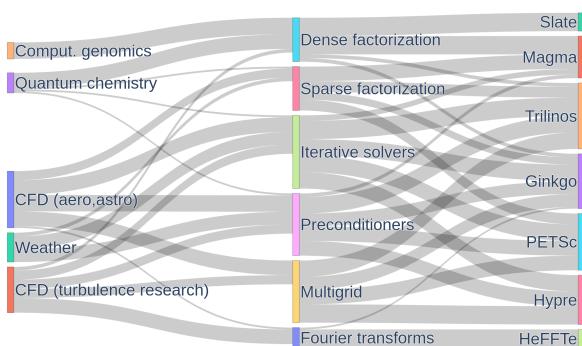 Comput. genomics
Quantum chemistry
CFD (aero,astro)
Weather
CFD (turbulence research)
Dense factorization
Sparse factorization
Iterative solvers
Preconditioners
Multigrid
Fourier transforms
Slate
Magma
Trilinos
Ginkgo
PETSc
Hypre
HeFFTe